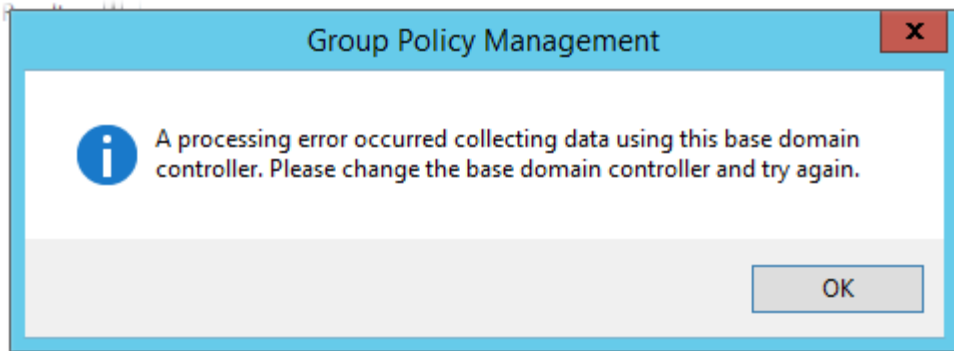 Group Policy Management
x
A processing error occurred collecting data using this base domain
controller. Please change the base domain controller and try again.
OK